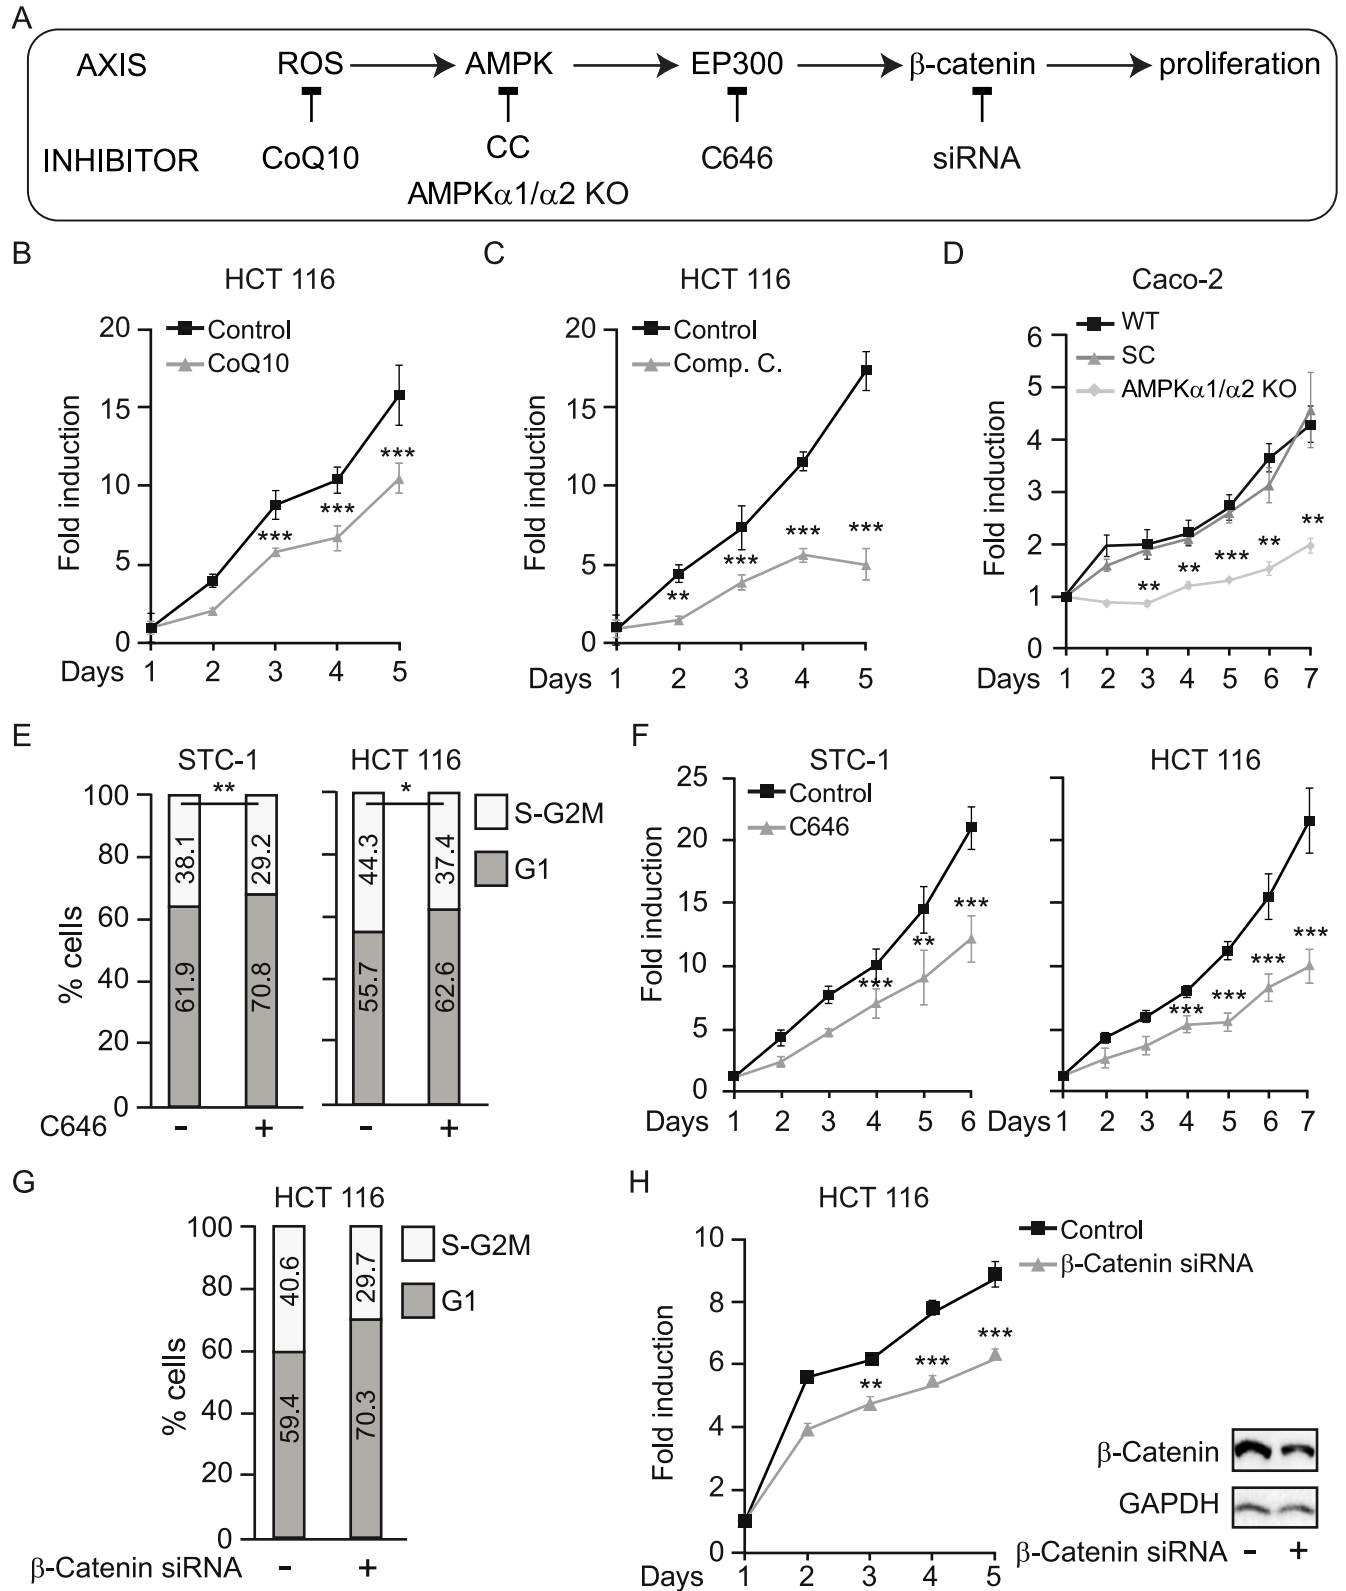 A
AXIS ROS AMPK EP300 β-catenin proliferation
INHIBITOR CoQ10 CC C646 siRNA
AMPKα1/α2 KO
B
HCT 116
Control
CoQ10
Fold induction
20
15
10
5
0
***
***
***
Days 1 2 3 4 5
C
HCT 116
Control
Comp. C.
Fold induction
20
15
10
5
0
**
***
***
***
Days 1 2 3 4 5
D
Caco-2
WT
SC
AMPKα1/α2 KO
Fold induction
6
5
4
3
2
1
0
**
**
***
**
**
Days 1 2 3 4 5 6 7
E
STC-1
HCT 116
**
*
% cells
100
80
60
40
20
0
38.1
61.9
29.2
70.8
44.3
55.7
37.4
62.6
S-G2M
G1
C646 - + - +
F
STC-1
Control
C646
Fold induction
25
20
15
10
5
0
***
**
***
Days 1 2 3 4 5 6
HCT 116
***
***
***
***
Days 1 2 3 4 5 6 7
G
HCT 116
% cells
100
80
60
40
20
0
40.6
59.4
29.7
70.3
S-G2M
G1
β-Catenin siRNA - +
H
HCT 116
Control
β-Catenin siRNA
Fold induction
10
8
6
4
2
0
**
***
***
Days 1 2 3 4 5
β-Catenin
GAPDH
β-Catenin siRNA - +